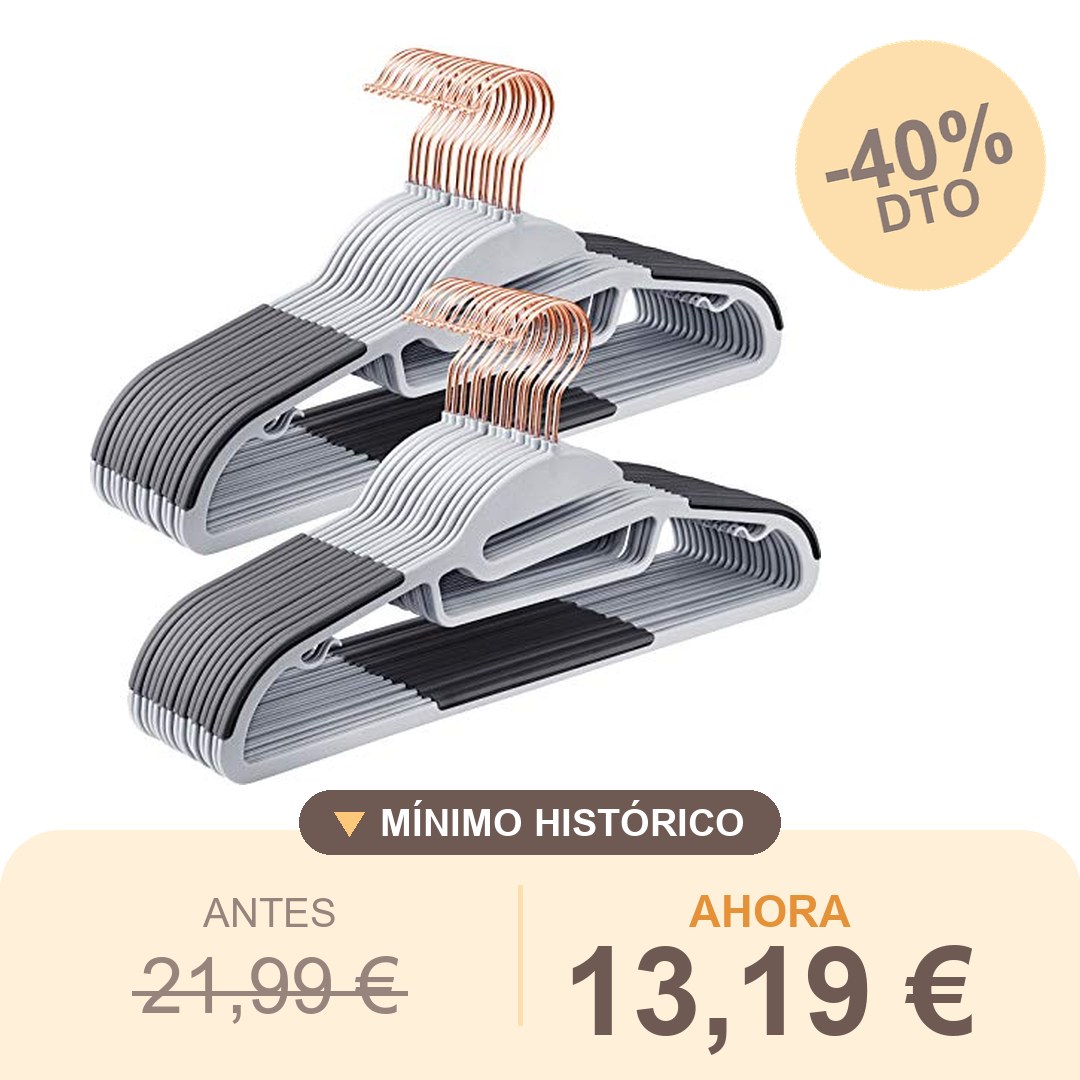 -40%
DTO
MÍNIMO HISTÓRICO
ANTES
21,99 €
AHORA
13,19 €